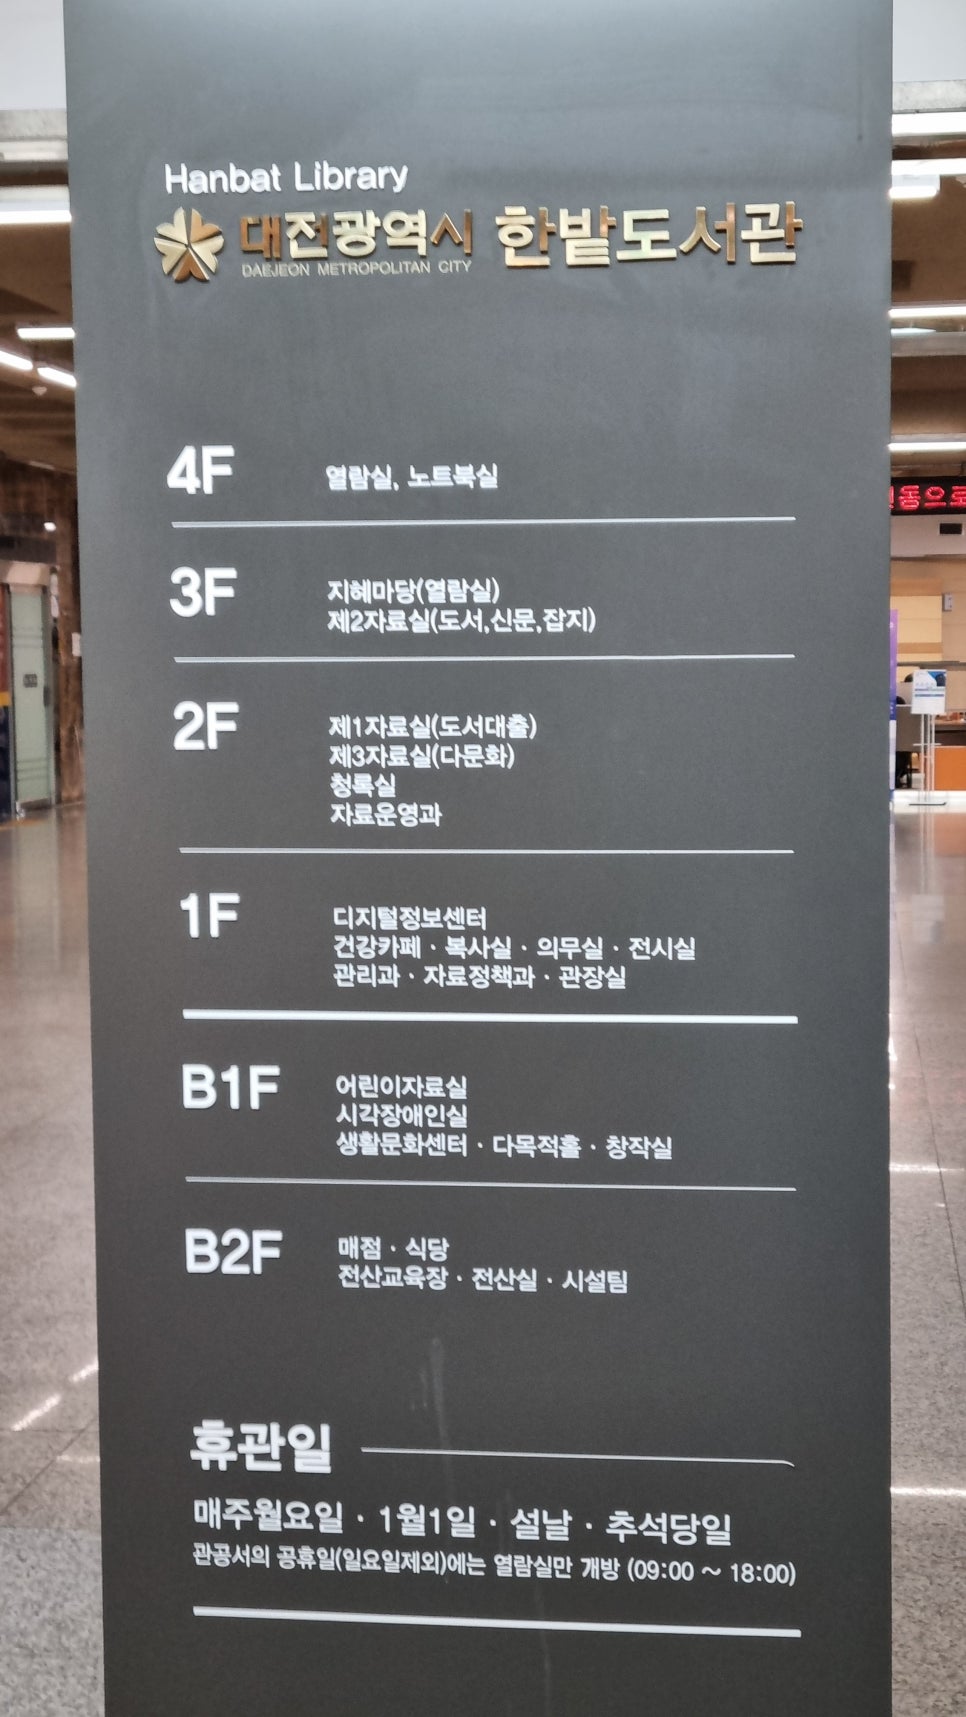 Hanbat Library
대전광역시 한밭도서관
DAEJEON METROPOLITAN CITY
4F 열람실, 노트북실
3F 지혜마당(열람실)
제2자료실(도서,신문,잡지)
2F 제1자료실(도서대출)
제3자료실(다문화)
청록실
자료운영과
1F 디지털정보센터
건강카페 · 복사실 · 의무실 · 전시실
관리과 · 자료정책과 · 관장실
B1F 어린이자료실
시각장애인실
생활문화센터 · 다목적홀 · 창작실
B2F 매점 · 식당
전산교육장 · 전산실 · 시설팀
휴관일
매주월요일 · 1월1일 · 설날 · 추석당일
관공서의 공휴일(일요일제외)에는 열람실만 개방 (09:00 ~ 18:00)
동으로